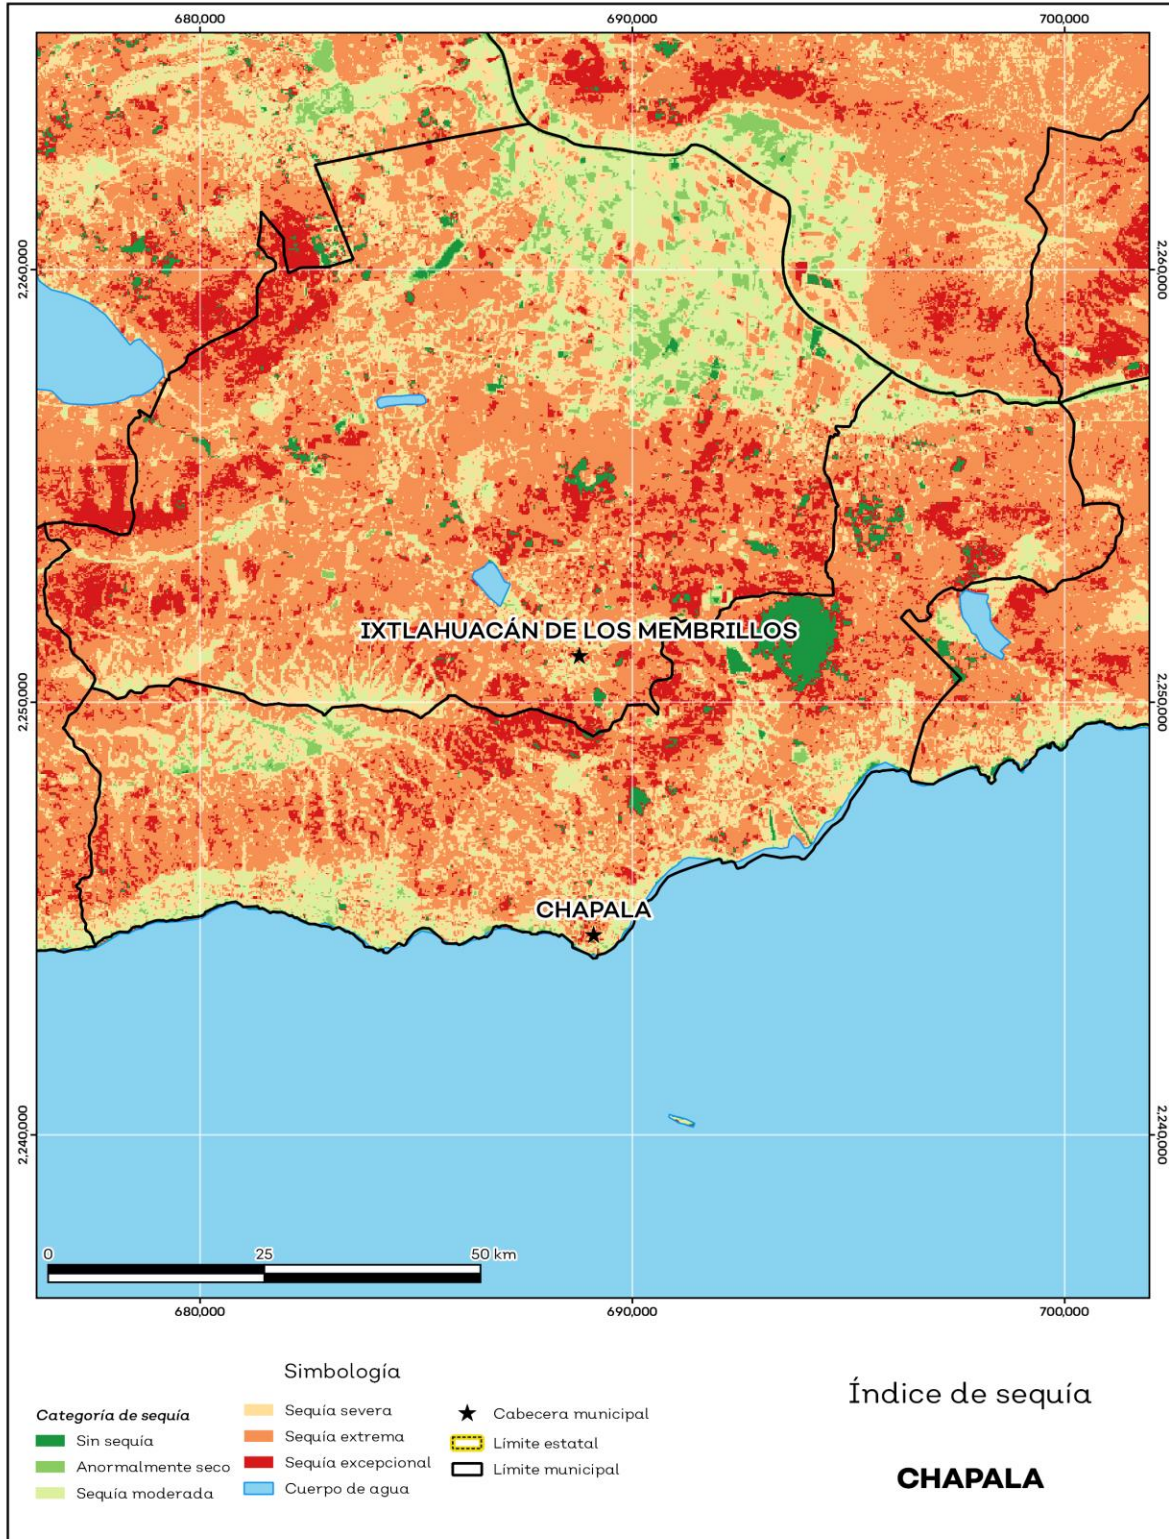 680,000 690,000 700,000
2,260,000 2,260,000
IXTLAHUACÁN DE LOS MEMBRILLOS
2,250,000 2,250,000
CHAPALA
2,240,000 2,240,000
0 25 50 km
680,000 690,000 700,000
Simbología
Categoría de sequía
Sin sequía
Anormalmente seco
Sequía moderada
Sequía severa
Sequía extrema
Sequía excepcional
Cuerpo de agua
Cabecera municipal
Límite estatal
Límite municipal
Índice de sequía
CHAPALA